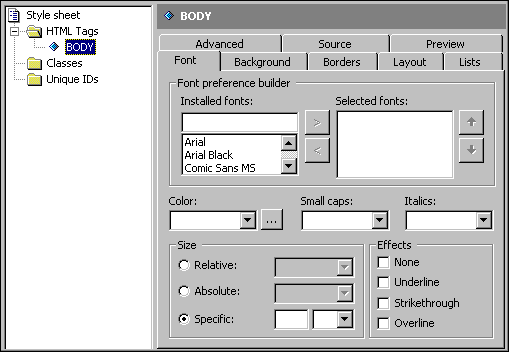 Style sheet
HTML Tags
BODY
Classes
Unique IDs
BODY
Advanced Source Preview
Font Background Borders Layout Lists
Font preference builder
Installed fonts: Selected fonts:
>
<
Arial
Arial Black
Comic Sans MS
Color: Small caps: Italics:
...
Size
Relative:
Absolute:
Specific:
Effects
None
Underline
Strikethrough
Overline